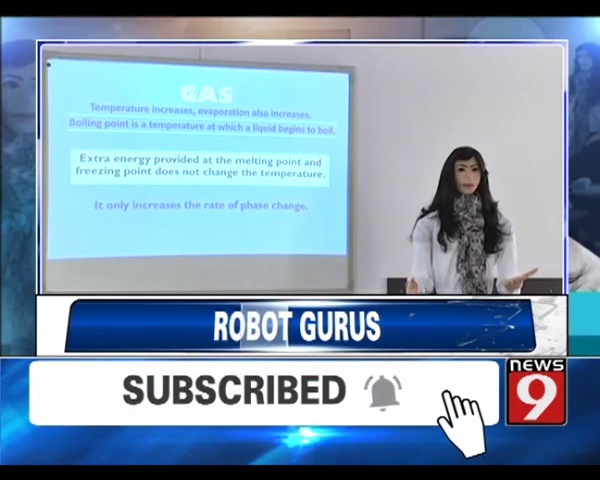 GAS
Temperature increases, evaporation also increases.
Boiling point is a temperature at which a liquid begins to boil.
Extra energy provided at the melting point and
freezing point does not change the temperature.
It only increases the rate of phase change.
ROBOT GURUS
SUBSCRIBED
NEWS
9